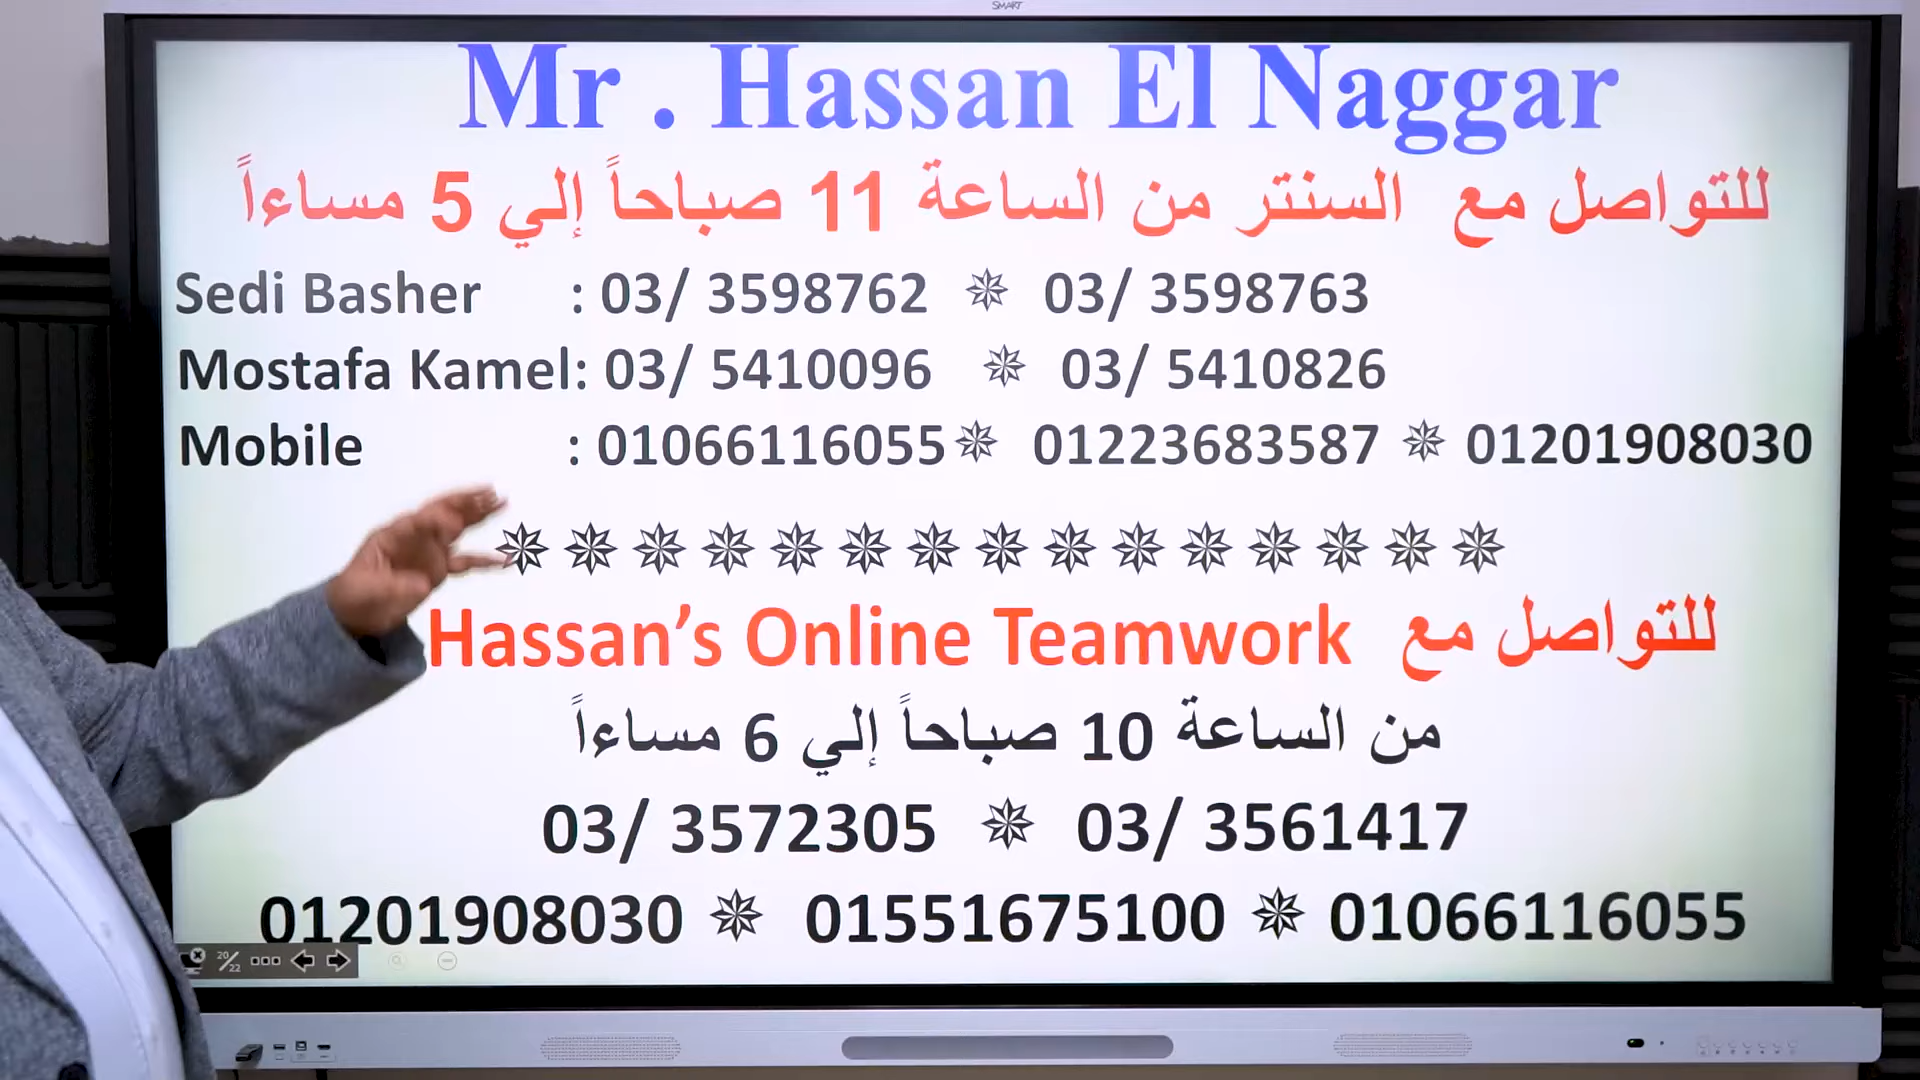 SMART
Mr . Hassan El Naggar
للتواصل مع السنتر من الساعة 11 صباحاً إلي 5 مساءاً
Sedi Basher : 03/ 3598762 ✵ 03/ 3598763
Mostafa Kamel: 03/ 5410096 ✵ 03/ 5410826
Mobile : 01066116055 ✵ 01223683587 ✵ 01201908030
✵ ✵ ✵ ✵ ✵ ✵ ✵ ✵ ✵ ✵ ✵ ✵ ✵ ✵ ✵
للتواصل مع Hassan’s Online Teamwork
من الساعة 10 صباحاً إلي 6 مساءاً
03/ 3572305 ✵ 03/ 3561417
01201908030 ✵ 01551675100 ✵ 01066116055
20/22